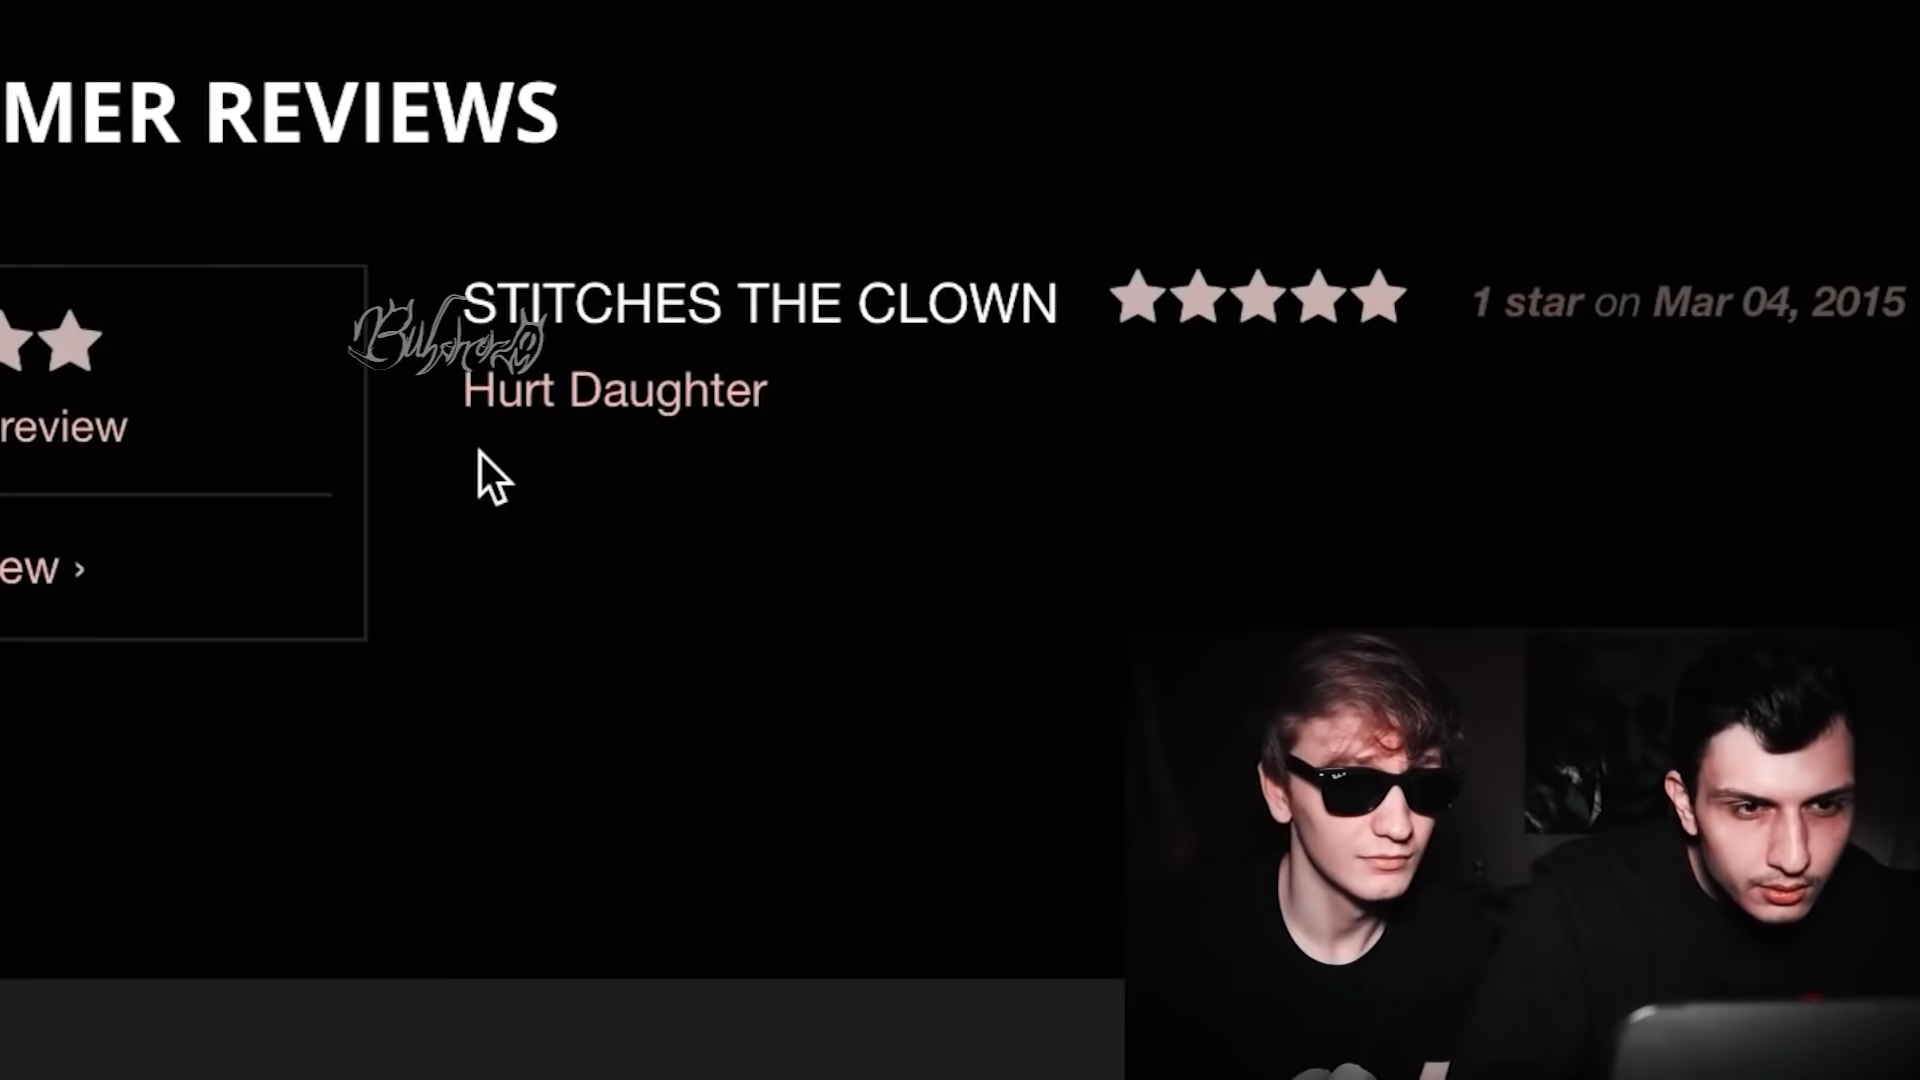 MER REVIEWS
STITCHES THE CLOWN
1 star on Mar 04, 2015
Hurt Daughter
review
ew ›